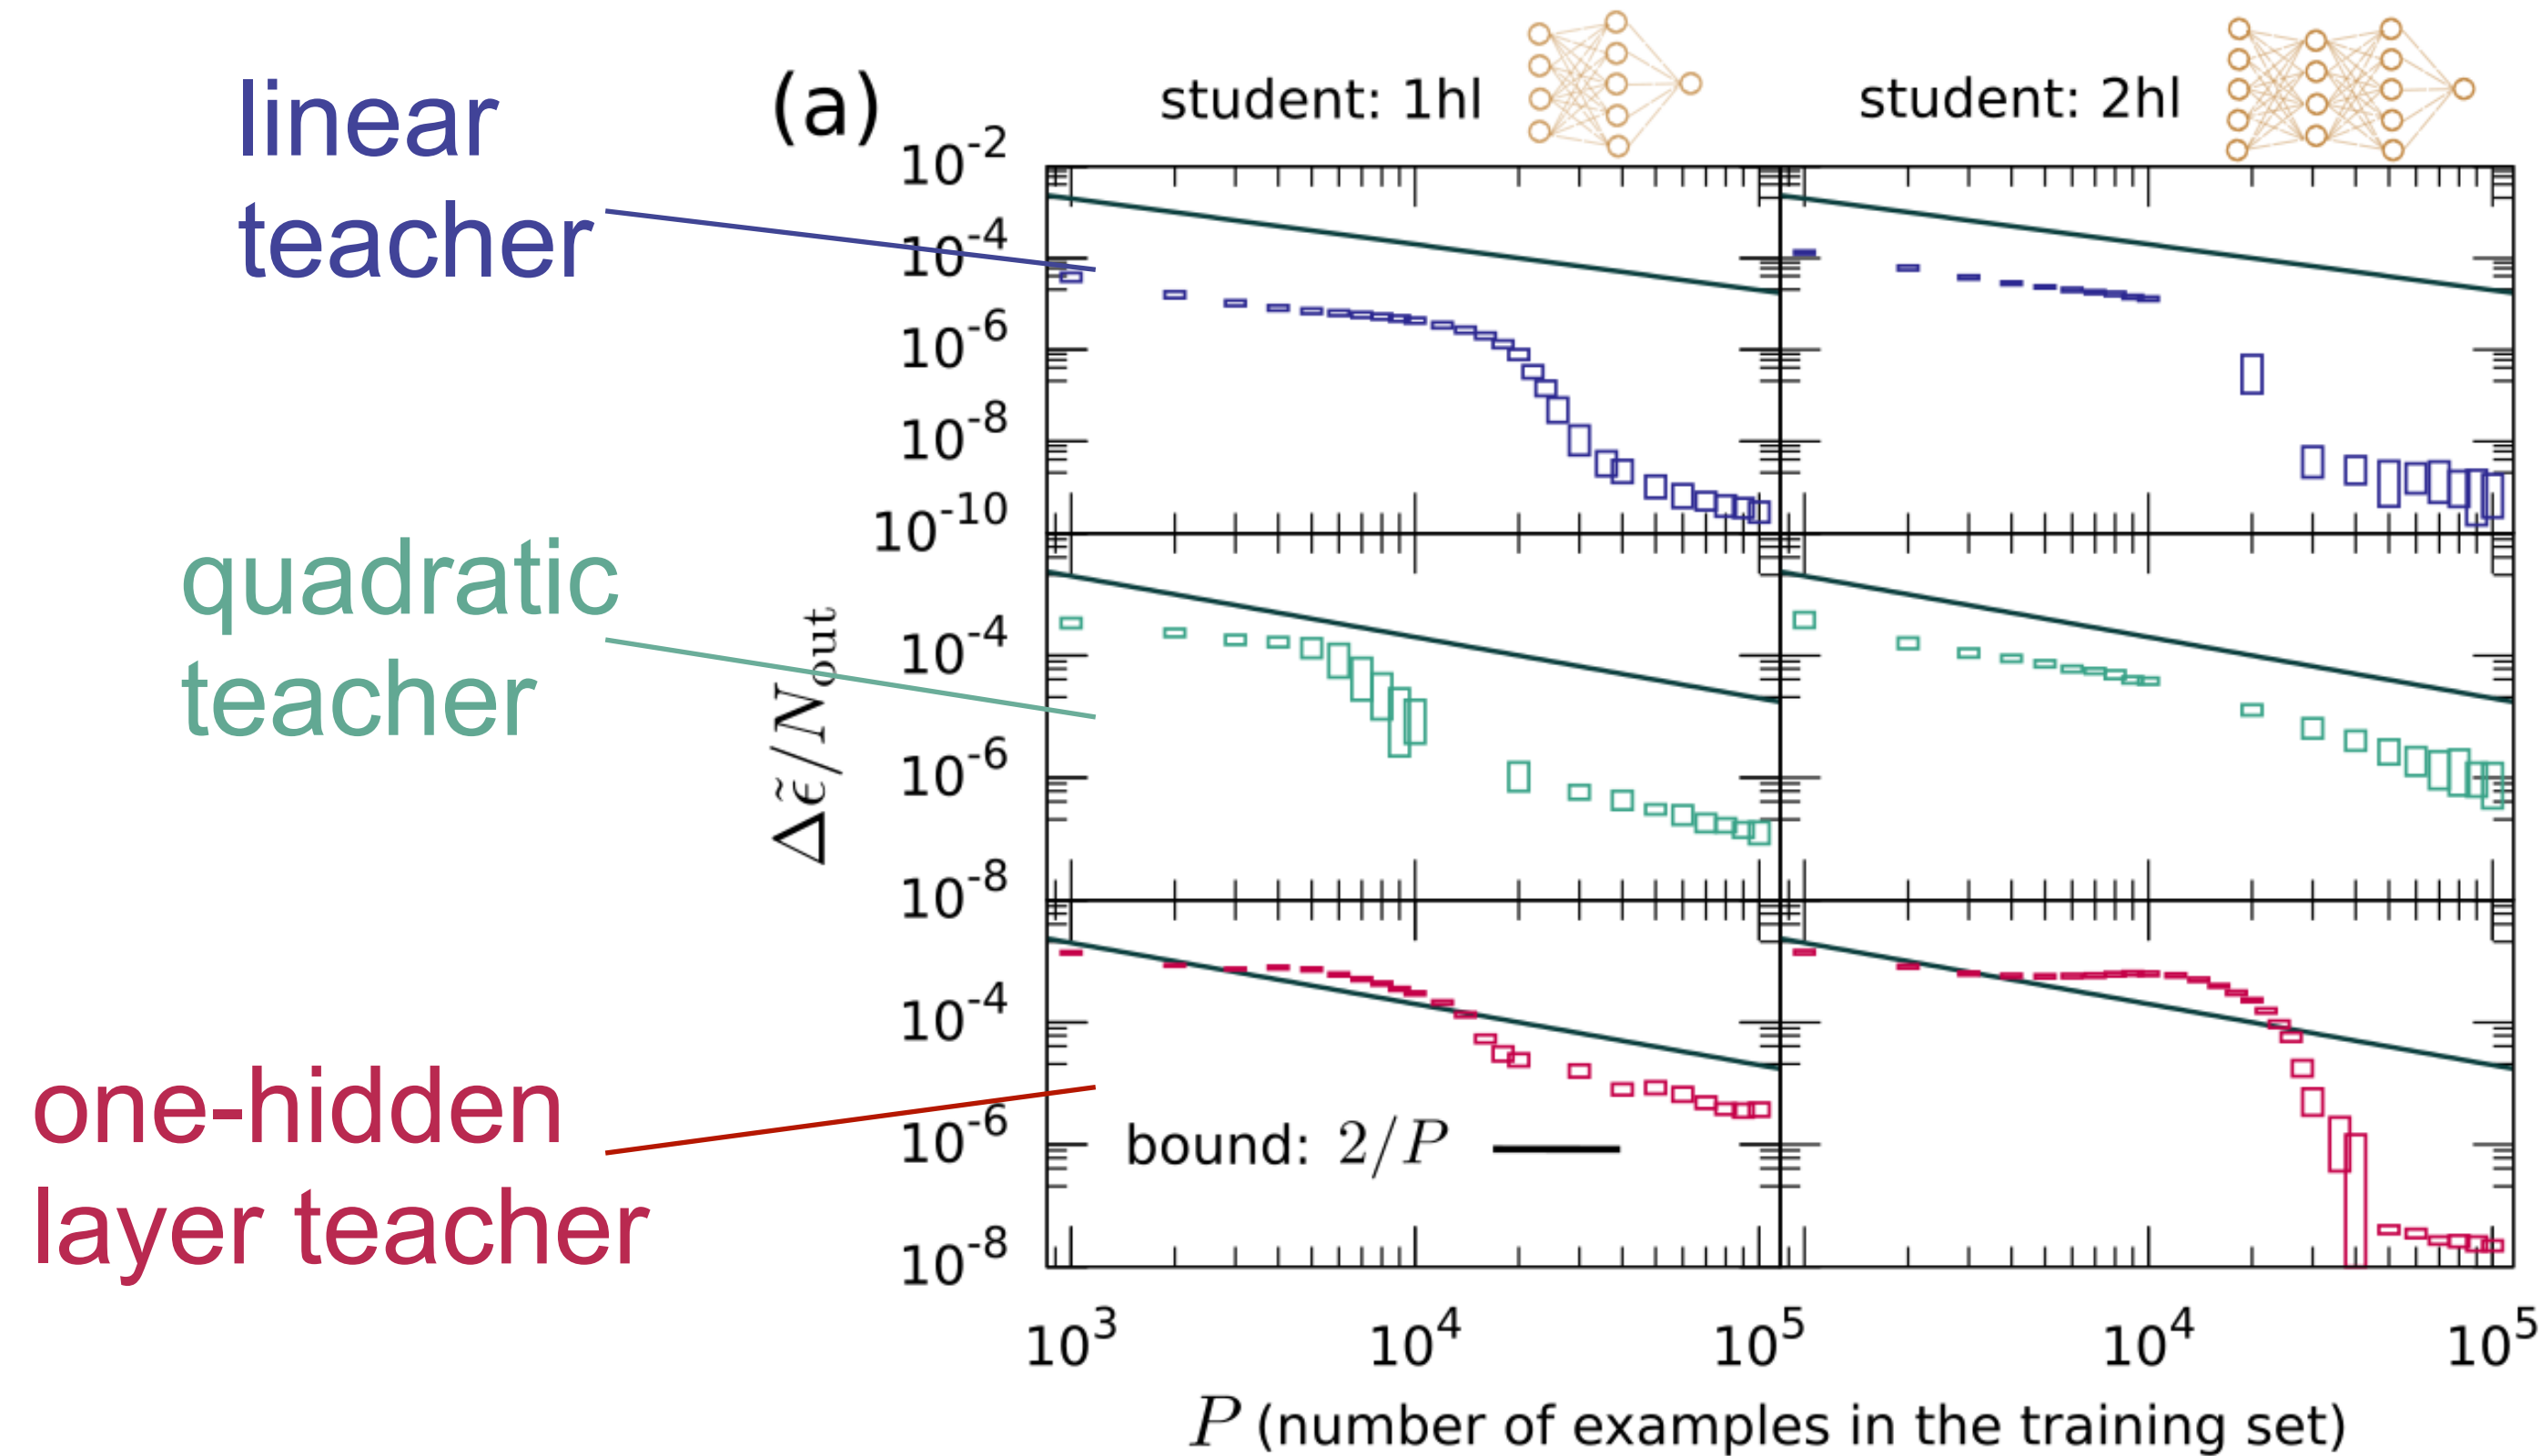 linear
teacher
quadratic
teacher
one-hidden
layer teacher
(a)
student: 1hl
student: 2hl
Δε̃/N_out
10^-2
10^-4
10^-6
10^-8
10^-10
10^-4
10^-6
10^-8
10^-4
10^-6
10^-8
bound: 2/P
10^3
10^4
10^5
10^4
10^5
P (number of examples in the training set)